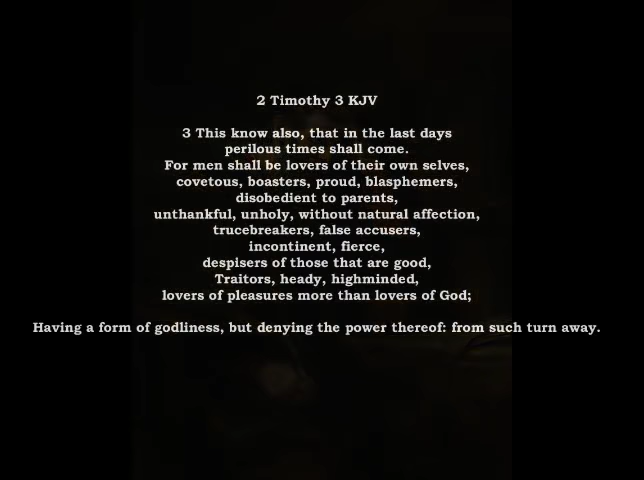 2 Timothy 3 KJV
3 This know also, that in the last days
perilous times shall come.
For men shall be lovers of their own selves,
covetous, boasters, proud, blasphemers,
disobedient to parents,
unthankful, unholy, without natural affection,
trucebreakers, false accusers,
incontinent, fierce,
despisers of those that are good,
Traitors, heady, highminded,
lovers of pleasures more than lovers of God;
Having a form of godliness, but denying the power thereof: from such turn away.